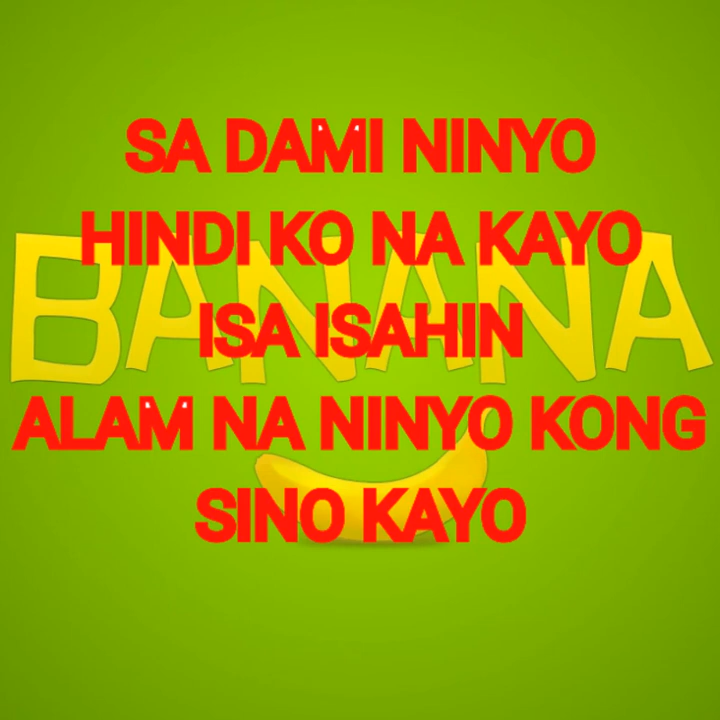 SA DAMI NINYO
HINDI KO NA KAYO
BANANA
ISA ISAHIN
ALAM NA NINYO KONG
SINO KAYO